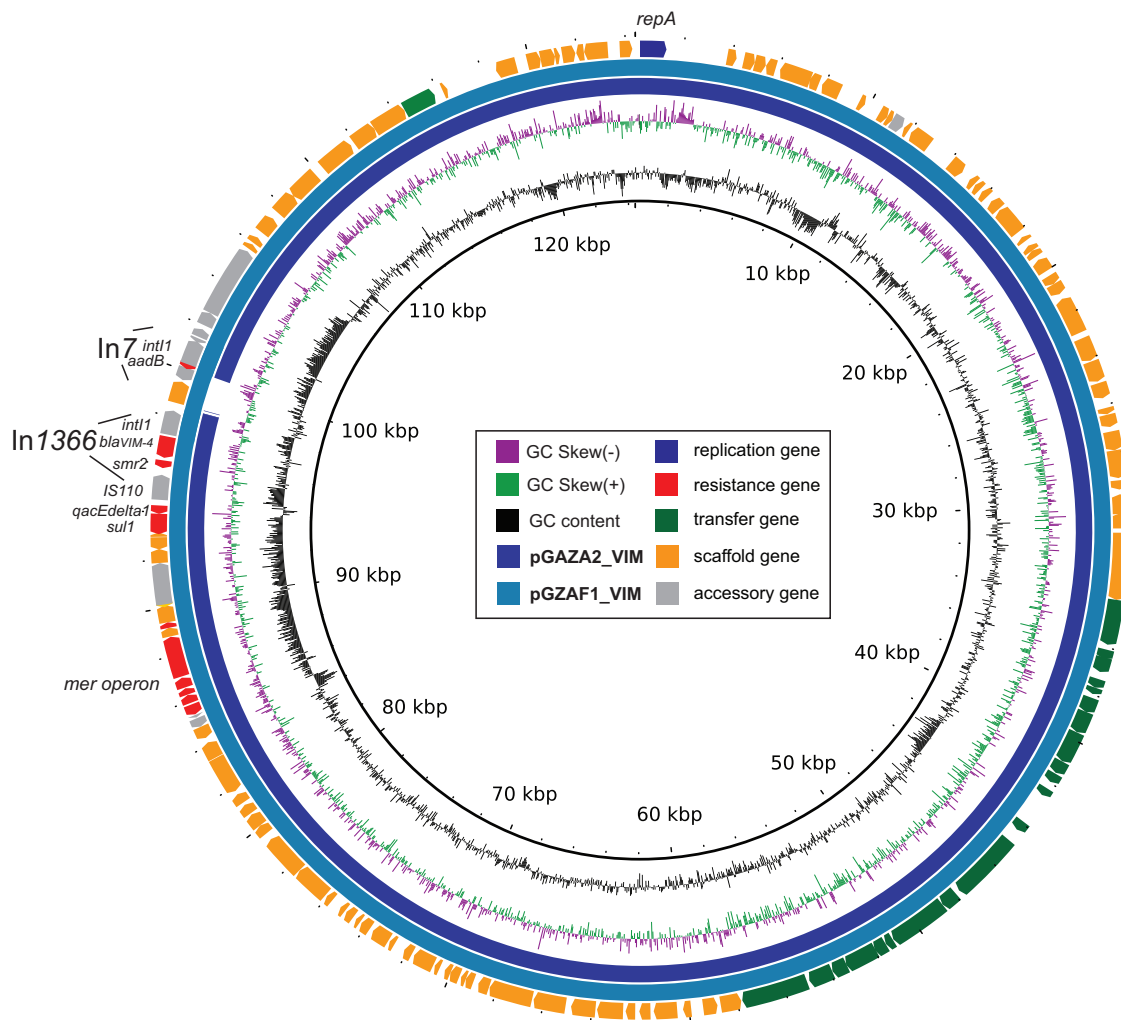 repA
120 kbp
10 kbp
110 kbp
In7 intI1
aadB
20 kbp
100 kbp
intI1
In1366 blaVIM-4
smr2
IS110
qacEdelta1
sul1
GC Skew(-) replication gene
GC Skew(+) resistance gene
GC content transfer gene
pGAZA2_VIM scaffold gene
pGZAF1_VIM accessory gene
30 kbp
90 kbp
40 kbp
mer operon
80 kbp
50 kbp
70 kbp
60 kbp